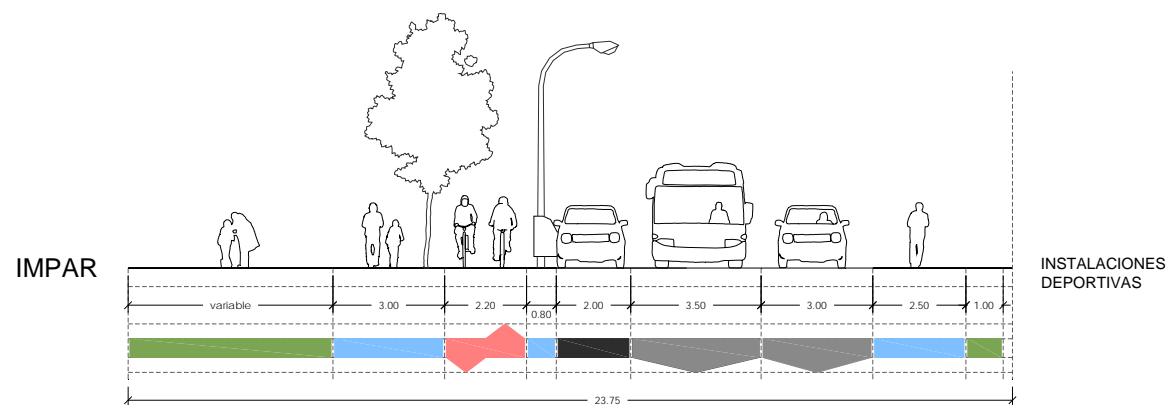 IMPAR
INSTALACIONES
DEPORTIVAS
variable
3.00
2.20
0.80
2.00
3.50
3.00
2.50
1.00
23.75